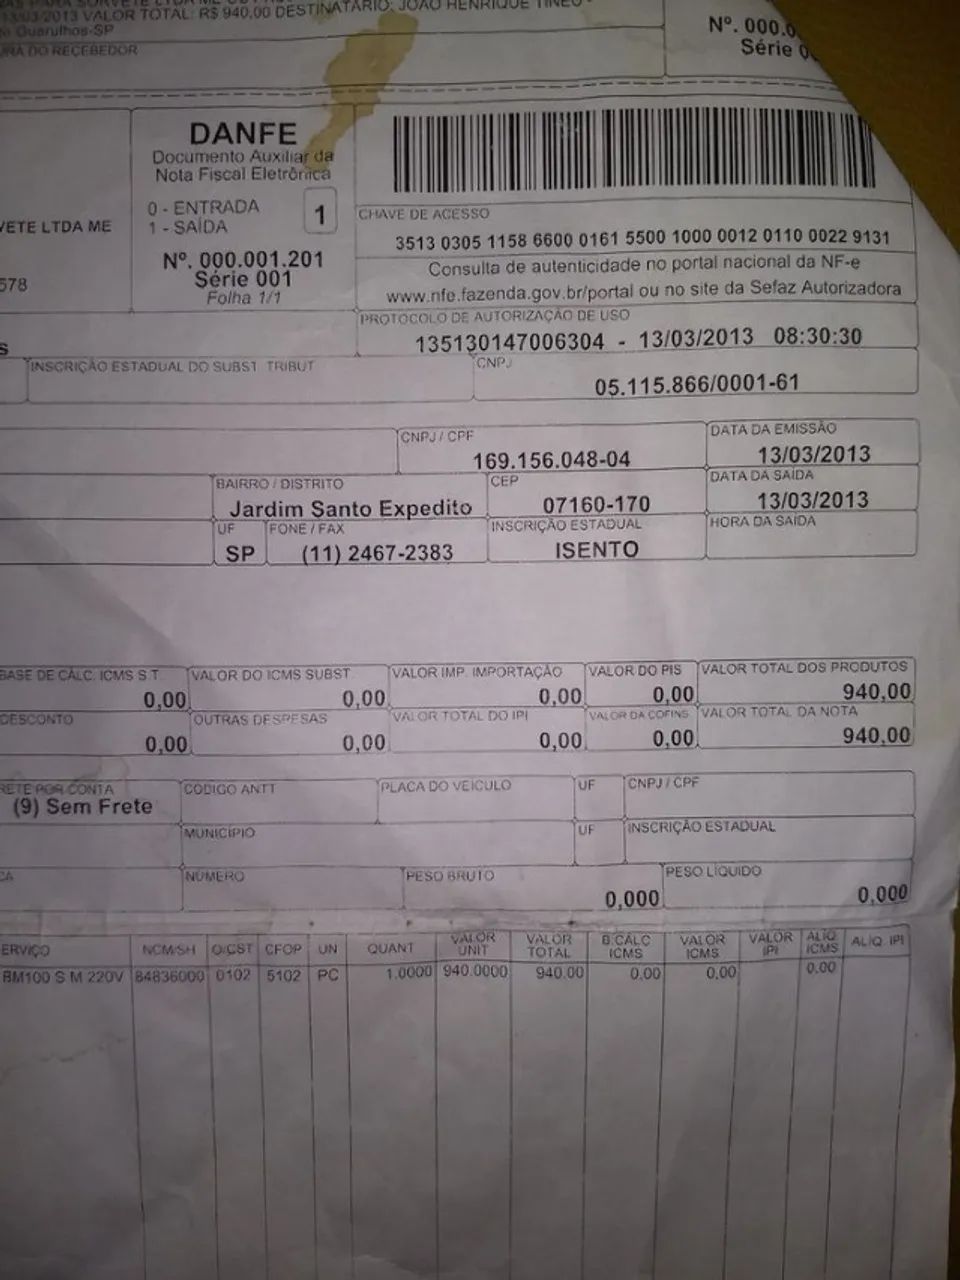 13/03/2013 VALOR TOTAL: R$ 940,00 DESTINATÁRIO: JOAO HENRIQUE TINEO
Guarulhos-SP
DO RECEBEDOR
Nº. 000.0
Série 0
DANFE
Documento Auxiliar da
Nota Fiscal Eletrônica
0 - ENTRADA
1 - SAÍDA
1
Nº. 000.001.201
Série 001
Folha 1/1
VETE LTDA ME
578
CHAVE DE ACESSO
3513 0305 1158 6600 0161 5500 1000 0012 0110 0022 9131
Consulta de autenticidade no portal nacional da NF-e
www.nfe.fazenda.gov.br/portal ou no site da Sefaz Autorizadora
PROTOCOLO DE AUTORIZAÇÃO DE USO
135130147006304 - 13/03/2013 08:30:30
S
INSCRIÇÃO ESTADUAL DO SUBST. TRIBUT.
CNPJ
05.115.866/0001-61
CNPJ / CPF
169.156.048-04
DATA DA EMISSÃO
13/03/2013
BAIRRO / DISTRITO
Jardim Santo Expedito
CEP
07160-170
DATA DA SAÍDA
13/03/2013
UF
SP
FONE / FAX
(11) 2467-2383
INSCRIÇÃO ESTADUAL
ISENTO
HORA DA SAÍDA
BASE DE CÁLC. ICMS S.T.
0,00
VALOR DO ICMS SUBST.
0,00
VALOR IMP. IMPORTAÇÃO
0,00
VALOR DO PIS
0,00
VALOR TOTAL DOS PRODUTOS
940,00
DESCONTO
0,00
OUTRAS DESPESAS
0,00
VALOR TOTAL DO IPI
0,00
VALOR DA COFINS
0,00
VALOR TOTAL DA NOTA
940,00
RETE POR CONTA
(9) Sem Frete
CÓDIGO ANTT
PLACA DO VEÍCULO
UF
CNPJ / CPF
MUNICÍPIO
UF
INSCRIÇÃO ESTADUAL
CA
NÚMERO
PESO BRUTO
0,000
PESO LÍQUIDO
0,000
ERVIÇO NCM/SH O/CST CFOP UN QUANT VALOR UNIT VALOR TOTAL B.CÁLC ICMS VALOR ICMS VALOR IPI ALÍQ. ICMS ALÍQ. IPI
BM100 S M 220V 84836000 0102 5102 PC 1.0000 940.0000 940.00 0,00 0,00 0,00